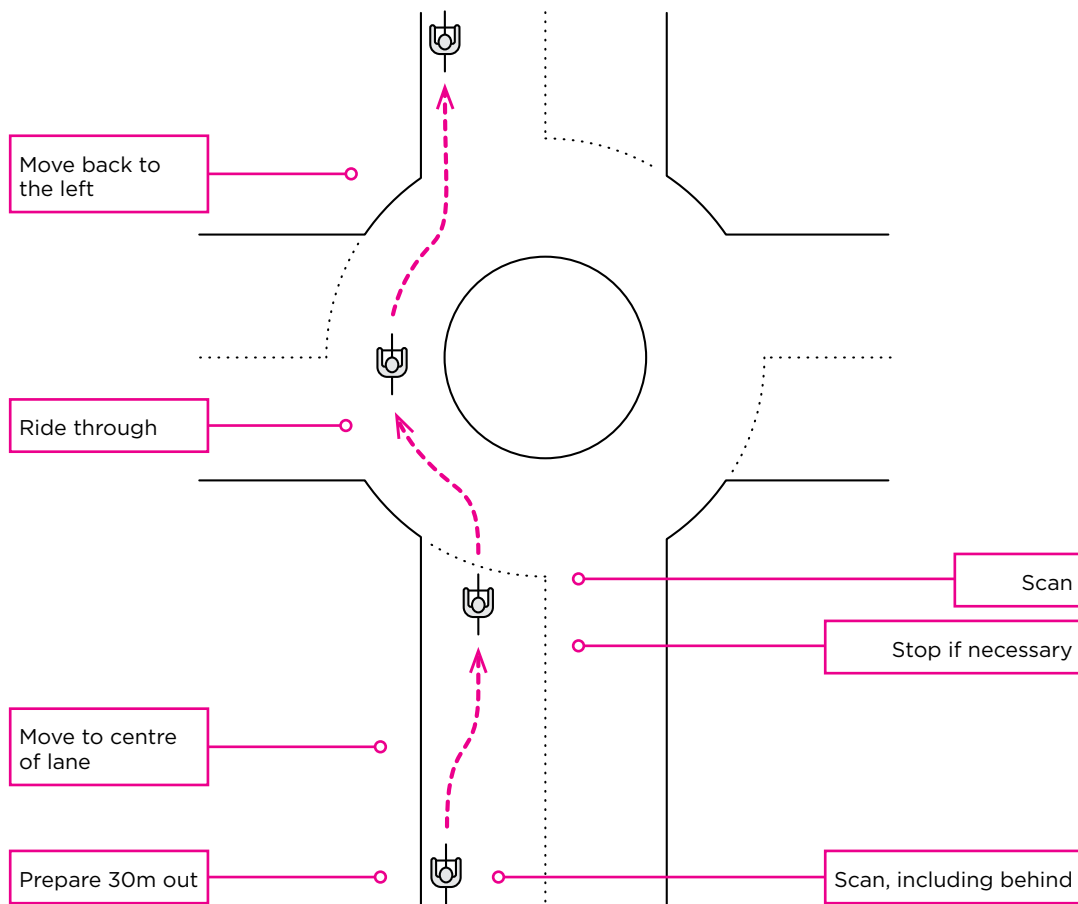 Move back to
the left
Ride through
Scan
Stop if necessary
Move to centre
of lane
Prepare 30m out
Scan, including behind